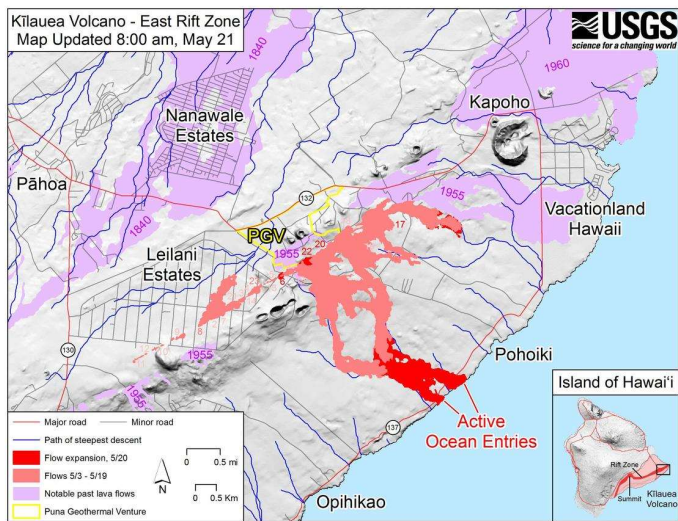 Kīlauea Volcano - East Rift Zone
Map Updated 8:00 am, May 21
USGS
science for a changing world
1840
1960
Nanawale
Estates
Kapoho
Pāhoa
132
1955
1840
Vacationland
Hawaii
PGV
17
20
1955
22
Leilani
Estates
6
8
1955
130
Pohoiki
1955
Active
Ocean Entries
137
Opihikao
Major road
Minor road
Path of steepest descent
Flow expansion, 5/20
Flows 5/3 - 5/19
Notable past lava flows
Puna Geothermal Venture
0 0.5 mi
N
0 0.5 Km
Island of Hawaiʻi
Rift Zone
Summit
Kīlauea
Volcano